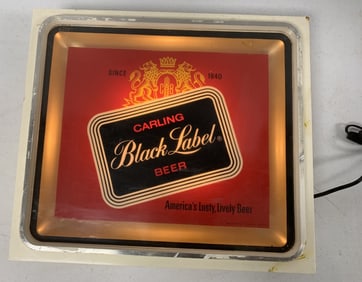 SINCE 1840
CARLING
Black Label®
BEER
America's Lusty, Lively Beer